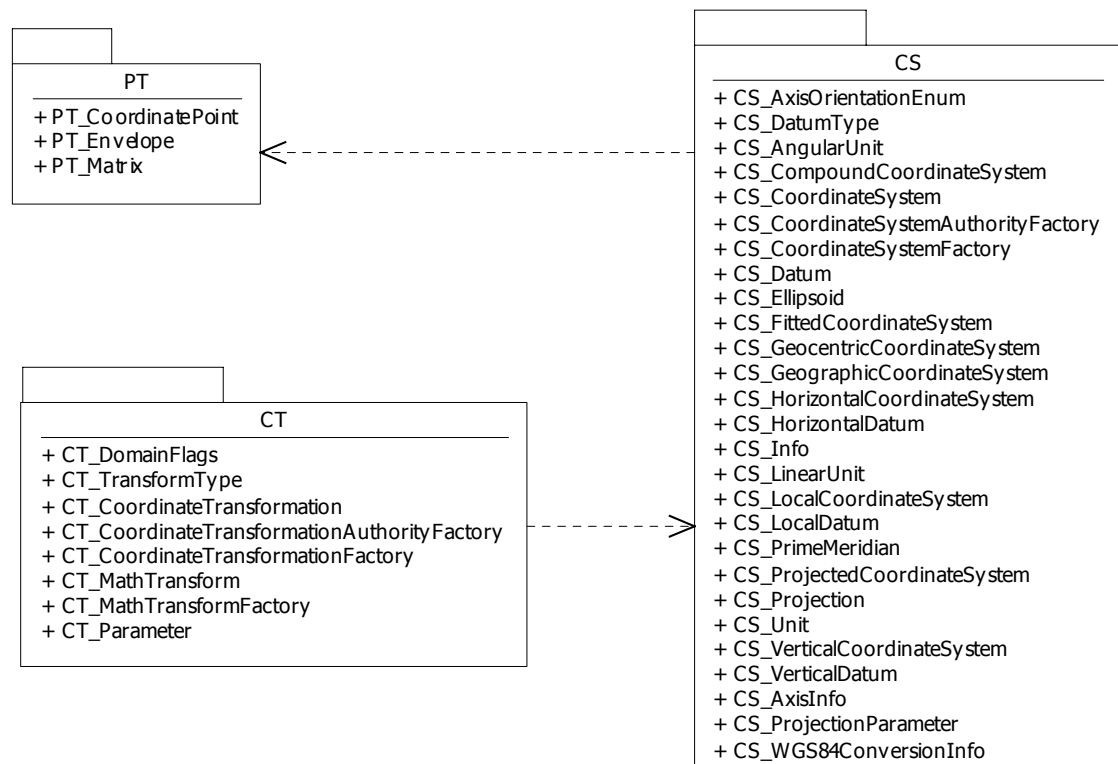 PT
+ PT_CoordinatePoint
+ PT_Envelope
+ PT_Matrix
CS
+ CS_AxisOrientationEnum
+ CS_DatumType
+ CS_AngularUnit
+ CS_CompoundCoordinateSystem
+ CS_CoordinateSystem
+ CS_CoordinateSystemAuthorityFactory
+ CS_CoordinateSystemFactory
+ CS_Datum
+ CS_Ellipsoid
+ CS_FittedCoordinateSystem
+ CS_GeocentricCoordinateSystem
+ CS_GeographicCoordinateSystem
+ CS_HorizontalCoordinateSystem
+ CS_HorizontalDatum
+ CS_Info
+ CS_LinearUnit
+ CS_LocalCoordinateSystem
+ CS_LocalDatum
+ CS_PrimeMeridian
+ CS_ProjectedCoordinateSystem
+ CS_Projection
+ CS_Unit
+ CS_VerticalCoordinateSystem
+ CS_VerticalDatum
+ CS_AxisInfo
+ CS_ProjectionParameter
+ CS_WGS84ConversionInfo
CT
+ CT_DomainFlags
+ CT_TransformType
+ CT_CoordinateTransformation
+ CT_CoordinateTransformationAuthorityFactory
+ CT_CoordinateTransformationFactory
+ CT_MathTransform
+ CT_MathTransformFactory
+ CT_Parameter